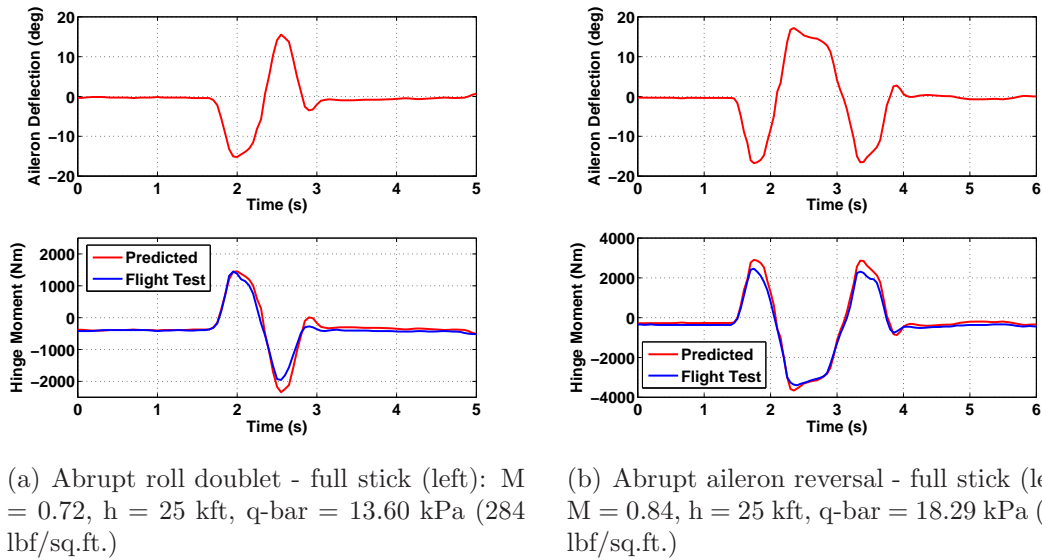 20
10
0
−10
−20
Aileron Deflection (deg)
0 1 2 3 4 5
Time (s)
20
10
0
−10
−20
Aileron Deflection (deg)
0 1 2 3 4 5 6
Time (s)
2000
1000
0
−1000
−2000
Hinge Moment (Nm)
Predicted
Flight Test
0 1 2 3 4 5
Time (s)
4000
2000
0
−2000
−4000
Hinge Moment (Nm)
Predicted
Flight Test
0 1 2 3 4 5 6
Time (s)
(a) Abrupt roll doublet - full stick (left): M
= 0.72, h = 25 kft, q-bar = 13.60 kPa (284
lbf/sq.ft.)
(b) Abrupt aileron reversal - full stick (le
M = 0.84, h = 25 kft, q-bar = 18.29 kPa (
lbf/sq.ft.)